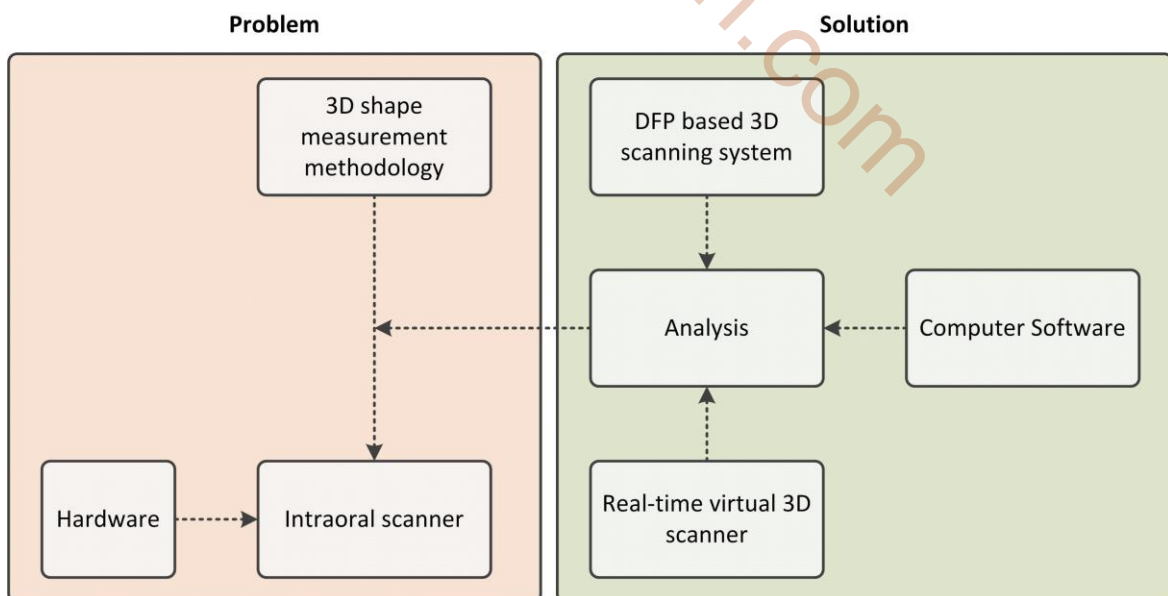 Problem
Solution
3D shape
measurement
methodology
DFP based 3D
scanning system
Analysis
Computer Software
Hardware
Intraoral scanner
Real-time virtual 3D
scanner
.com